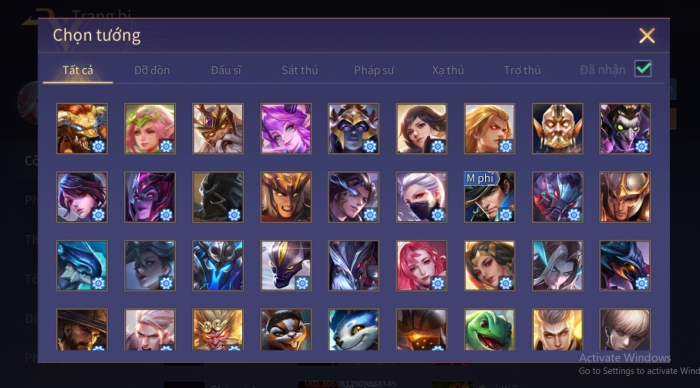 Trang bị
Chọn tướng
Tất cả
Đỡ đòn
Đấu sĩ
Sát thủ
Pháp sư
Xạ thủ
Trợ thủ
Đã nhận
M phí
Activate Windows
Go to Settings to activate Wind